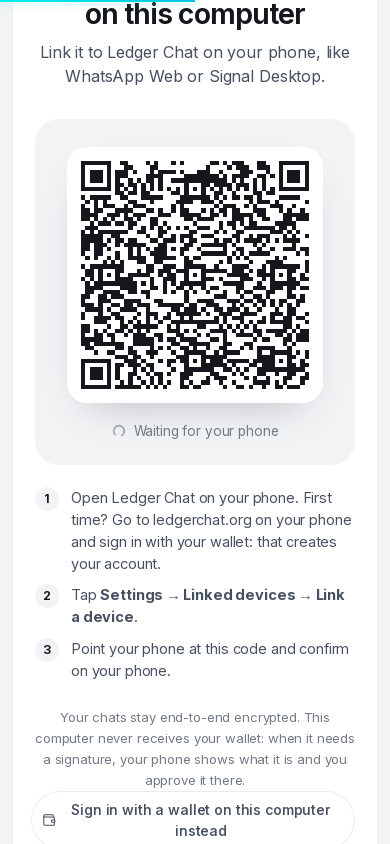 on this computer
Link it to Ledger Chat on your phone, like
WhatsApp Web or Signal Desktop.
Waiting for your phone
1
Open Ledger Chat on your phone. First
time? Go to ledgerchat.org on your phone
and sign in with your wallet: that creates
your account.
2
Tap Settings → Linked devices → Link
a device.
3
Point your phone at this code and confirm
on your phone.
Your chats stay end-to-end encrypted. This
computer never receives your wallet: when it needs
a signature, your phone shows what it is and you
approve it there.
Sign in with a wallet on this computer
instead